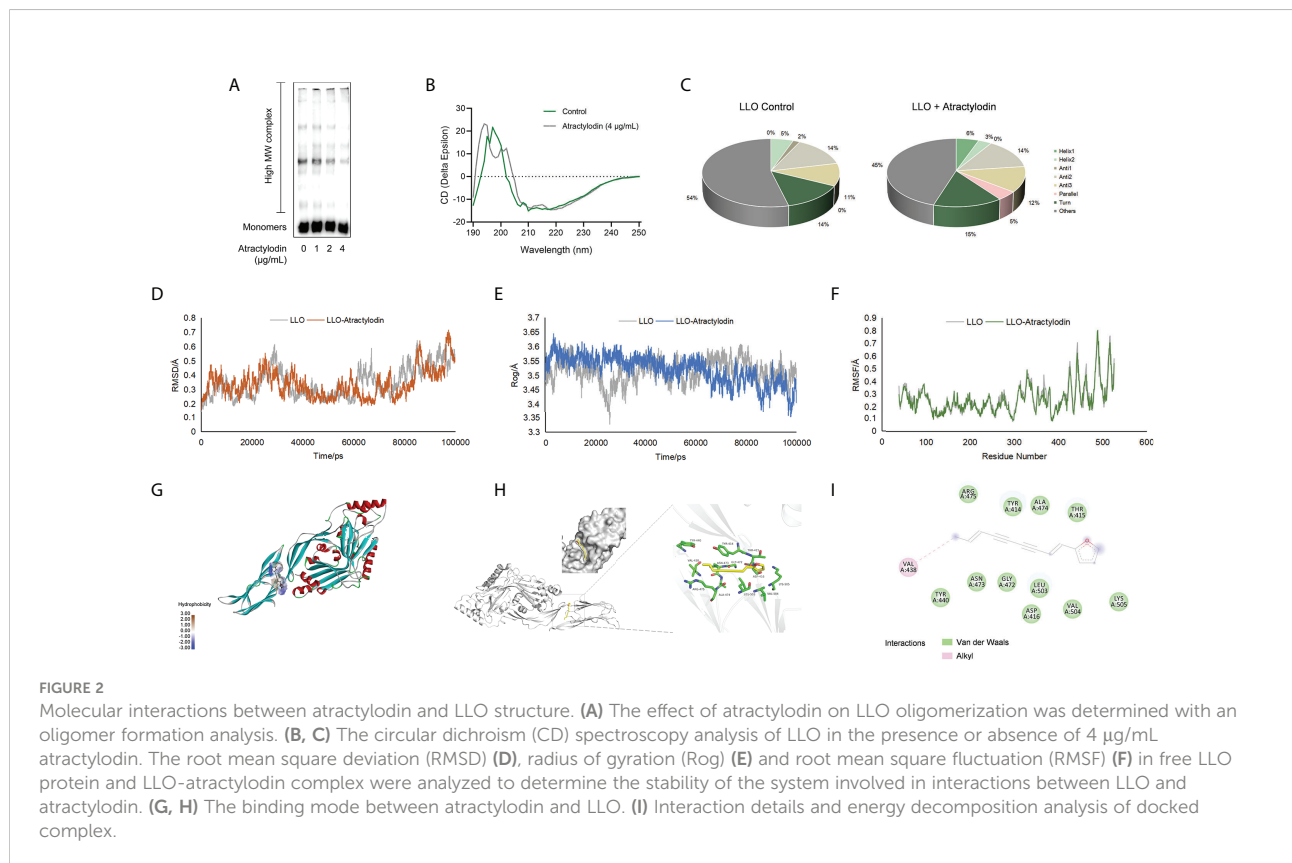 A
High MW complex
Monomers
Atractylodin
(µg/mL)
0 1 2 4
B
CD (Delta Epsilon)
30
20
10
0
-10
-20
Control
Atractylodin (4 µg/mL)
190 200 210 220 230 240 250
Wavelength (nm)
C
LLO Control
0%
5%
2%
14%
11%
0%
14%
54%
LLO + Atractylodin
6%
3%
0%
14%
12%
5%
15%
45%
Helix1
Helix2
Anti1
Anti2
Anti3
Parallel
Turn
Others
D
RMSD/Å
0.8
0.7
0.6
0.5
0.4
0.3
0.2
0.1
0
LLO
LLO-Atractylodin
0 20000 40000 60000 80000 100000
Time/ps
E
Rog/Å
3.7
3.65
3.6
3.55
3.5
3.45
3.4
3.35
3.3
LLO
LLO-Atractylodin
0 20000 40000 60000 80000 100000
Time/ps
F
RMSF/Å
0.9
0.8
0.7
0.6
0.5
0.4
0.3
0.2
0.1
0
LLO
LLO-Atractylodin
0 100 200 300 400 500 600
Residue Number
G
Hydrophobicity
3.00
2.00
1.00
0.00
-1.00
-2.00
-3.00
H
I
ARG
A:475
TYR
A:414
ALA
A:474
THR
A:415
VAL
A:438
TYR
A:440
ASN
A:473
GLY
A:472
LEU
A:503
ASP
A:416
VAL
A:504
LYS
A:505
Interactions
Van der Waals
Alkyl
FIGURE 2
Molecular interactions between atractylodin and LLO structure. (A) The effect of atractylodin on LLO oligomerization was determined with an
oligomer formation analysis. (B, C) The circular dichroism (CD) spectroscopy analysis of LLO in the presence or absence of 4 μg/mL
atractylodin. The root mean square deviation (RMSD) (D), radius of gyration (Rog) (E) and root mean square fluctuation (RMSF) (F) in free LLO
protein and LLO-atractylodin complex were analyzed to determine the stability of the system involved in interactions between LLO and
atractylodin. (G, H) The binding mode between atractylodin and LLO. (I) Interaction details and energy decomposition analysis of docked
complex.